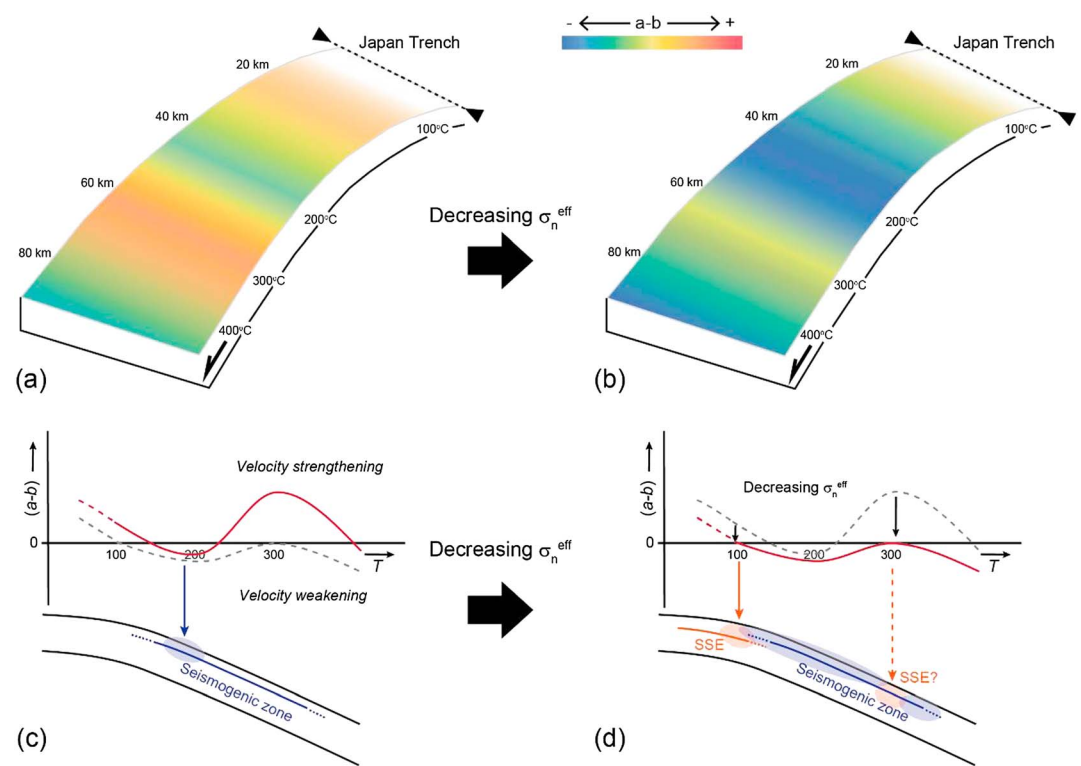 - a-b +
Japan Trench
20 km
40 km
60 km
80 km
100°C
200°C
300°C
400°C
(a)
Decreasing σₙᵉᶠᶠ
Japan Trench
20 km
40 km
60 km
80 km
100°C
200°C
300°C
400°C
(b)
(a-b)
Velocity strengthening
0
100
200
300
T
Velocity weakening
Seismogenic zone
(c)
Decreasing σₙᵉᶠᶠ
(a-b)
Decreasing σₙᵉᶠᶠ
0
100
200
300
T
SSE
SSE?
Seismogenic zone
(d)